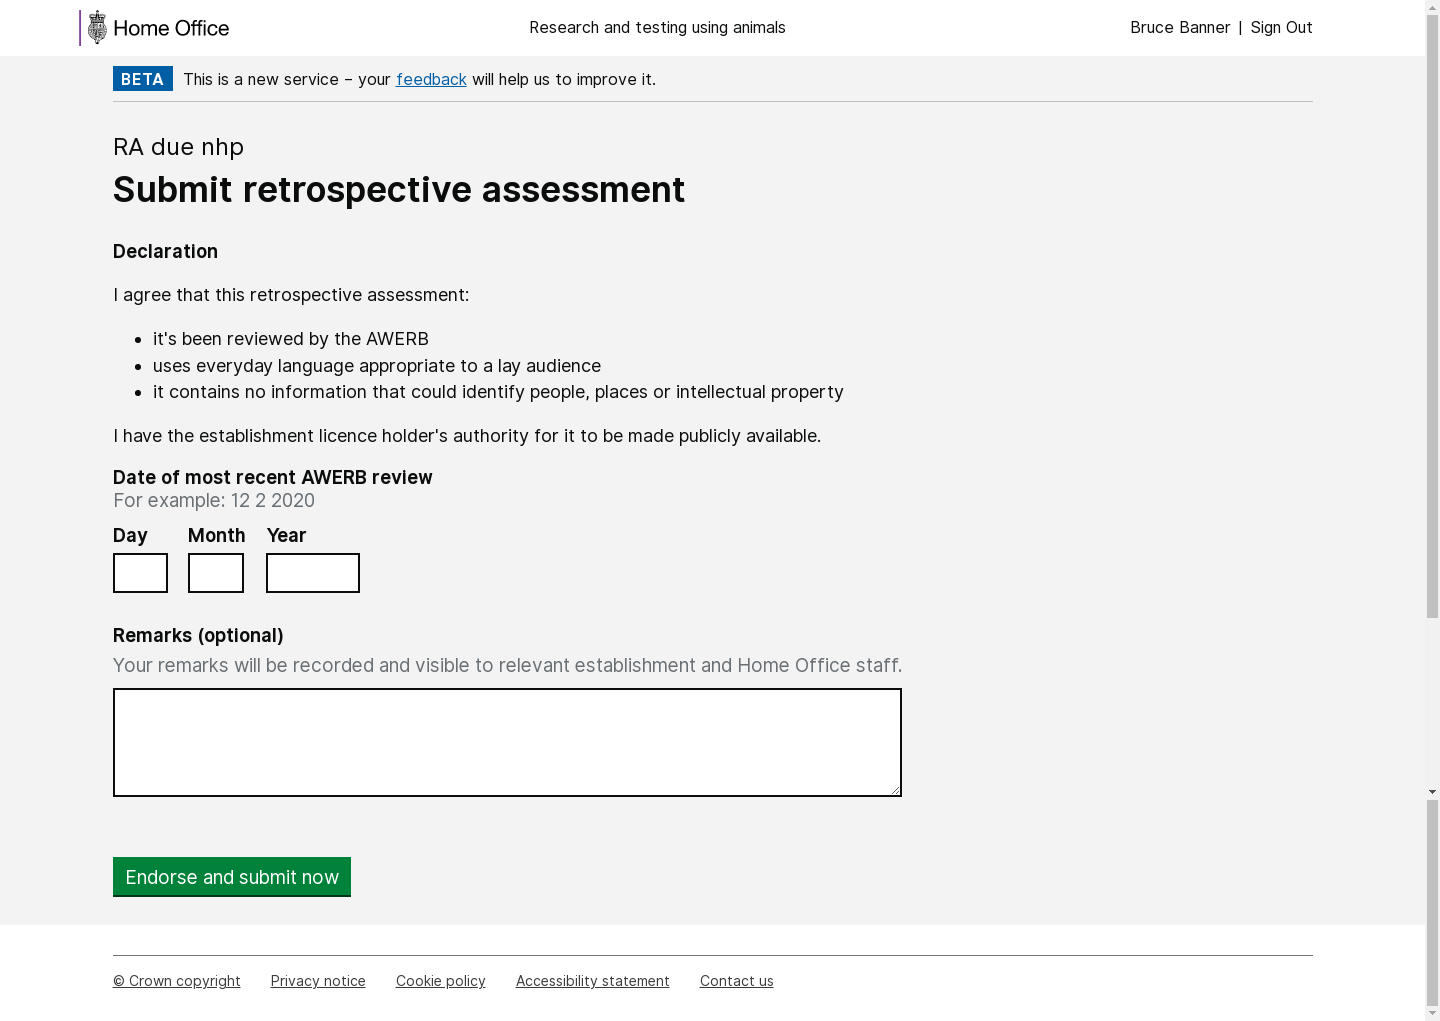 Home Office
Research and testing using animals
Bruce Banner | Sign Out
BETA This is a new service – your feedback will help us to improve it.
RA due nhp
Submit retrospective assessment
Declaration
I agree that this retrospective assessment:
• it's been reviewed by the AWERB
• uses everyday language appropriate to a lay audience
• it contains no information that could identify people, places or intellectual property
I have the establishment licence holder's authority for it to be made publicly available.
Date of most recent AWERB review
For example: 12 2 2020
Day Month Year
Remarks (optional)
Your remarks will be recorded and visible to relevant establishment and Home Office staff.
Endorse and submit now
© Crown copyright Privacy notice Cookie policy Accessibility statement Contact us